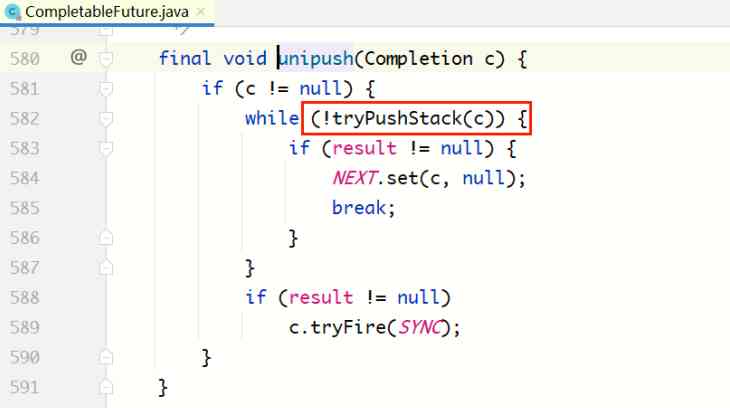 CompletableFuture.java
579 */
580 @ final void unipush(Completion c) {
581 if (c != null) {
582 while (!tryPushStack(c)) {
583 if (result != null) {
584 NEXT.set(c, null);
585 break;
586 }
587 }
588 if (result != null)
589 c.tryFire(SYNC);
590 }
591 }